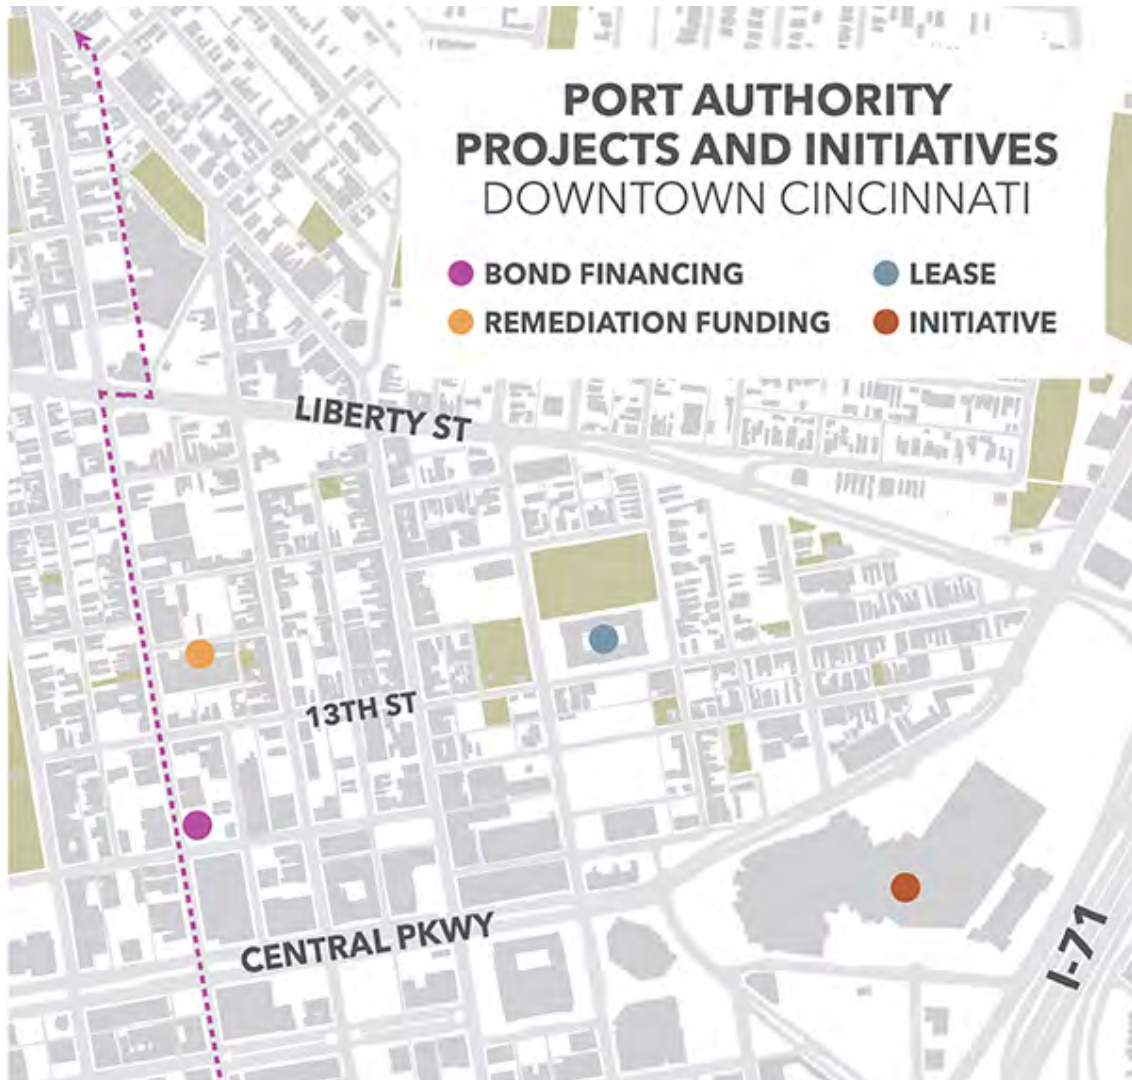 PORT AUTHORITY
PROJECTS AND INITIATIVES
DOWNTOWN CINCINNATI
BOND FINANCING
LEASE
REMEDIATION FUNDING
INITIATIVE
LIBERTY ST
13TH ST
CENTRAL PKWY
I-71